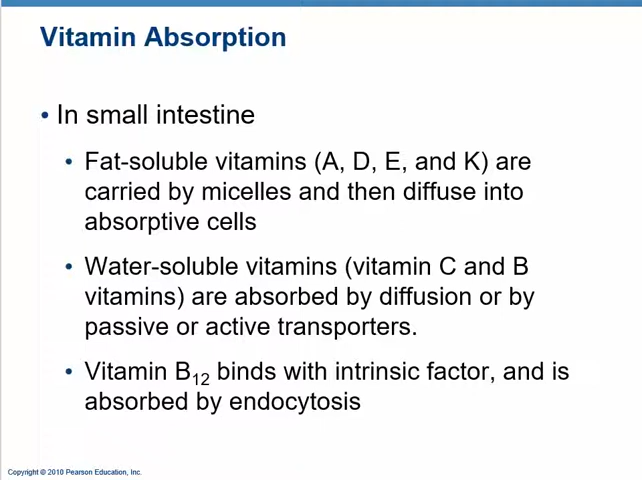 Vitamin Absorption
• In small intestine
• Fat-soluble vitamins (A, D, E, and K) are
carried by micelles and then diffuse into
absorptive cells
• Water-soluble vitamins (vitamin C and B
vitamins) are absorbed by diffusion or by
passive or active transporters.
• Vitamin B12 binds with intrinsic factor, and is
absorbed by endocytosis
Copyright © 2010 Pearson Education, Inc.